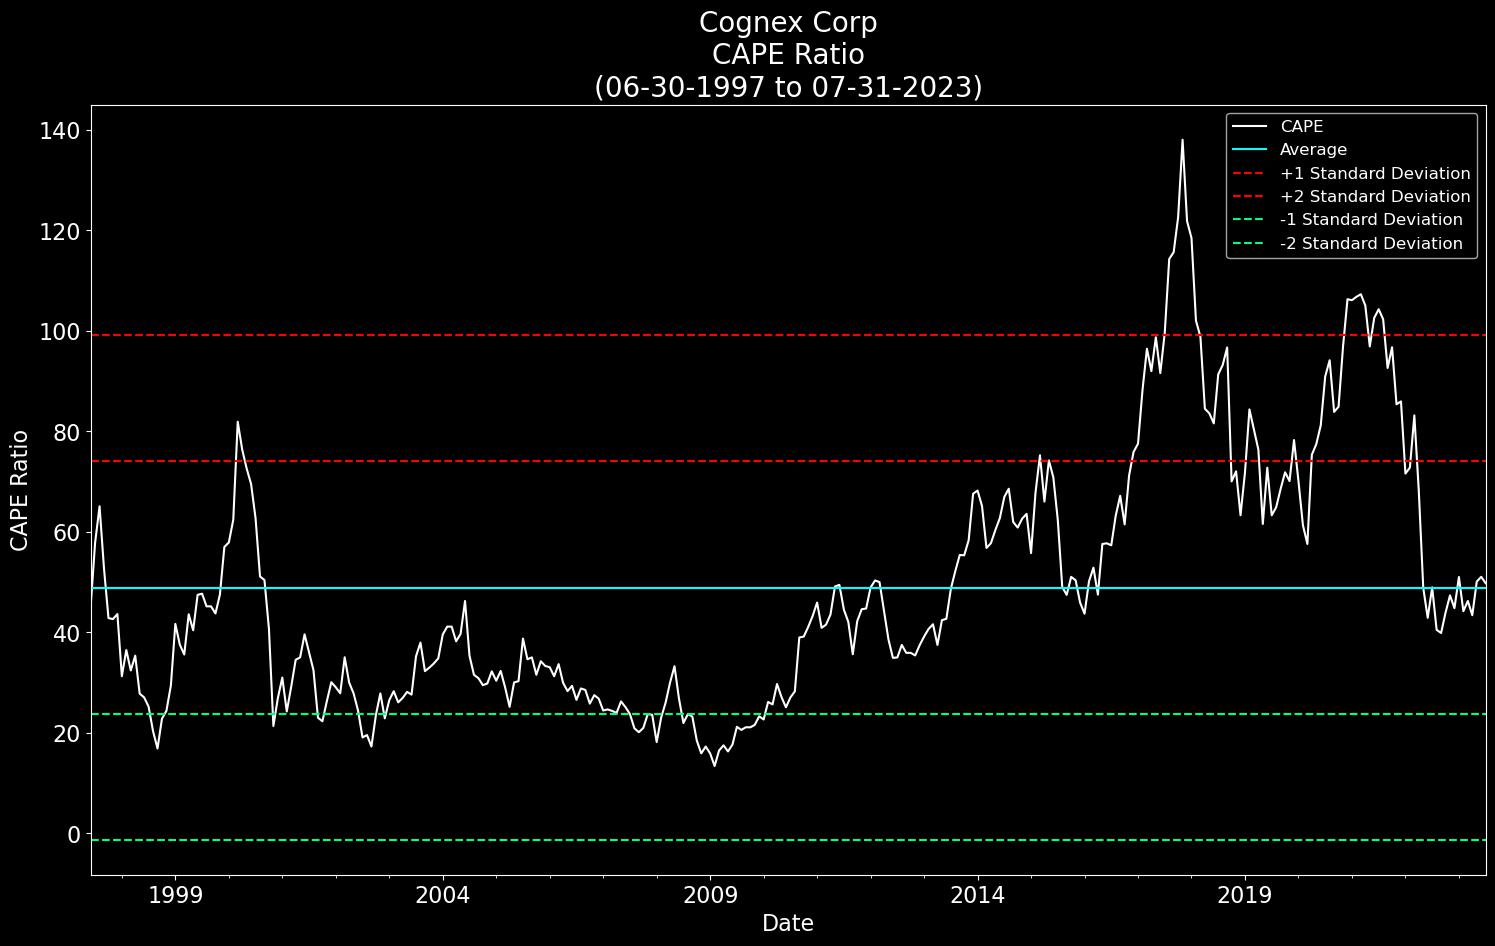 Cognex Corp
CAPE Ratio
(06-30-1997 to 07-31-2023)
CAPE
Average
+1 Standard Deviation
+2 Standard Deviation
-1 Standard Deviation
-2 Standard Deviation
CAPE Ratio
140
120
100
80
60
40
20
0
1999
2004
2009
2014
2019
Date